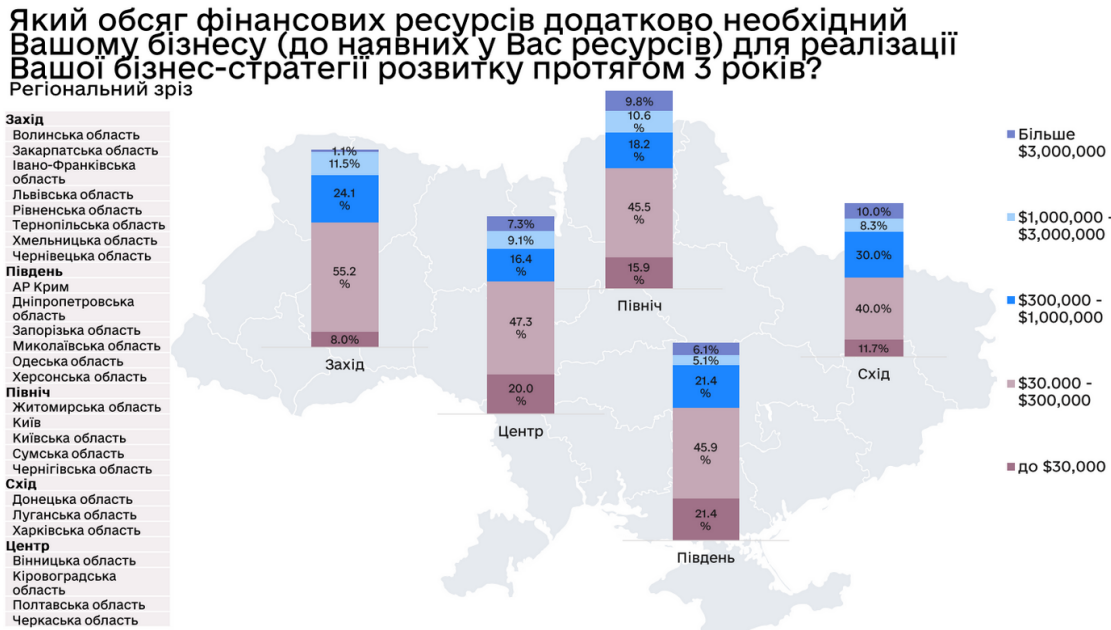 Який обсяг фінансових ресурсів додатково необхідний
Вашому бізнесу (до наявних у Вас ресурсів) для реалізації
Вашої бізнес-стратегії розвитку протягом 3 років?
Регіональний зріз
Захід
Волинська область
Закарпатська область
Івано-Франківська
область
Львівська область
Рівненська область
Тернопільська область
Хмельницька область
Чернівецька область
Південь
АР Крим
Дніпропетровська
область
Запорізька область
Миколаївська область
Одеська область
Херсонська область
Північ
Житомирська область
Київ
Київська область
Сумська область
Чернігівська область
Схід
Донецька область
Луганська область
Харківська область
Центр
Вінницька область
Кіровоградська
область
Полтавська область
Черкаська область
1.1%
11.5%
24.1
%
55.2
%
8.0%
Захід
7.3%
9.1%
16.4
%
47.3
%
20.0
%
Центр
9.8%
10.6
%
18.2
%
45.5
%
15.9
%
Північ
6.1%
5.1%
21.4
%
45.9
%
21.4
%
Південь
10.0%
8.3%
30.0%
40.0%
11.7%
Схід
Більше
$3,000,000
$1,000,000 -
$3,000,000
$300,000 -
$1,000,000
$30.000 -
$300,000
до $30,000